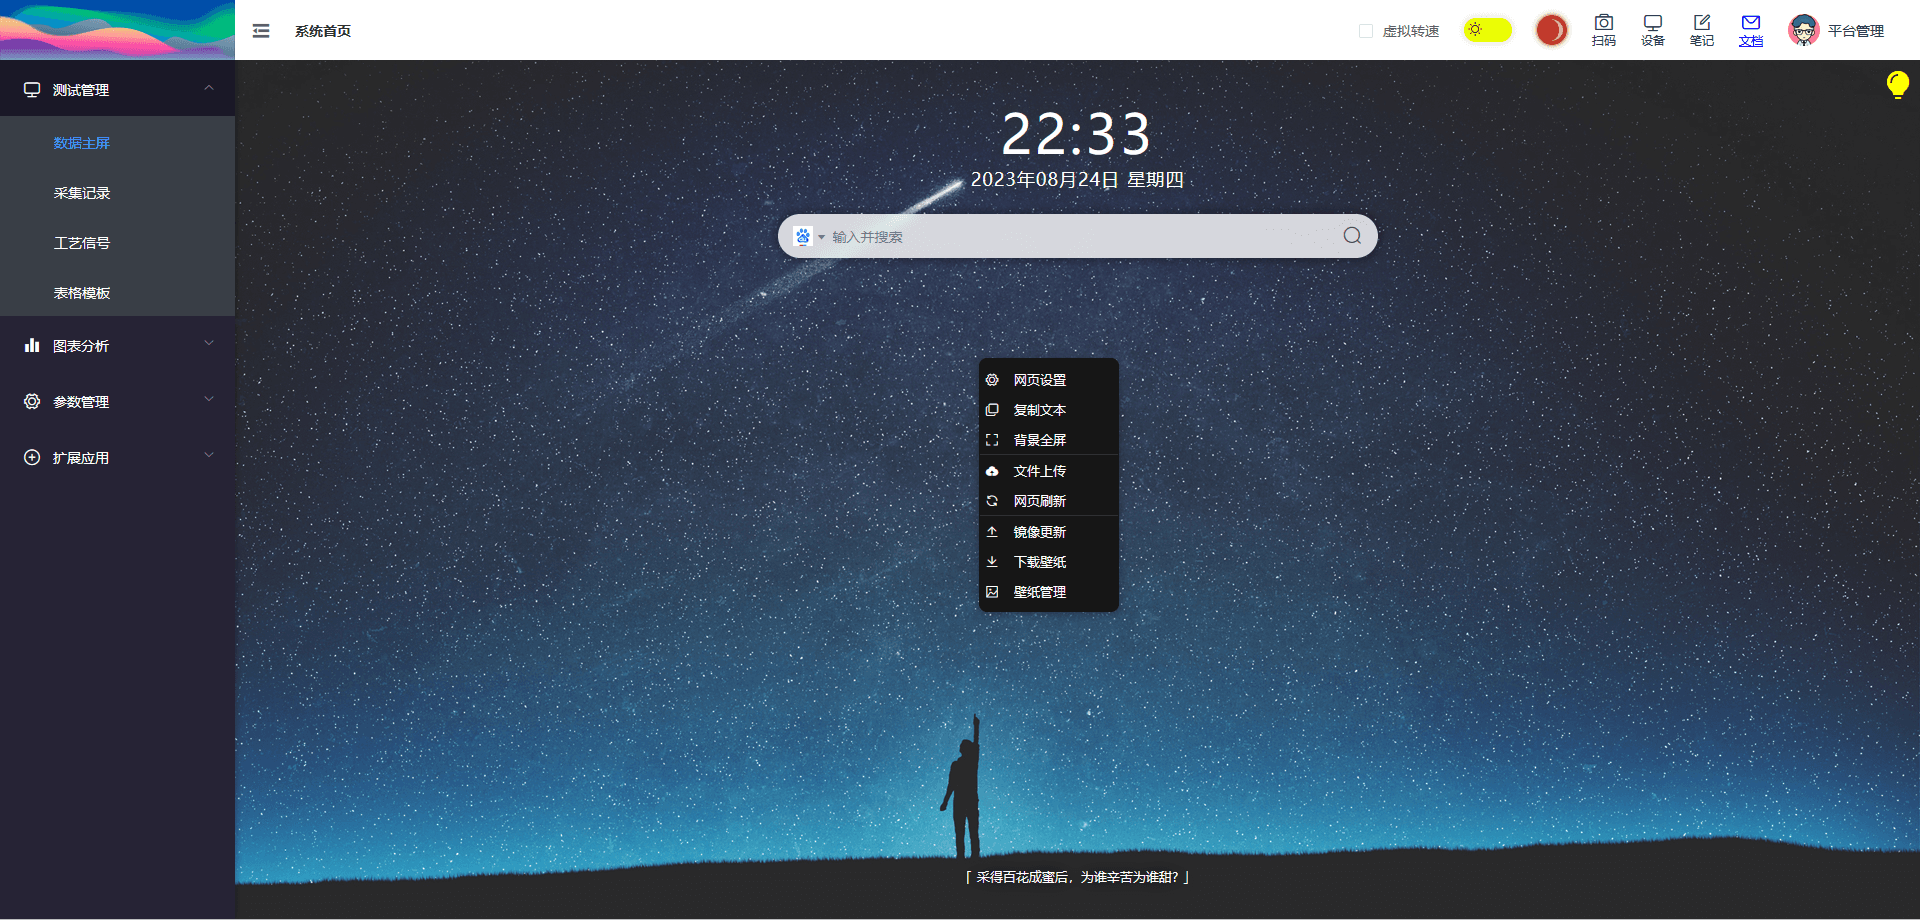 系统首页
虚拟转速
扫码
设备
笔记
文档
平台管理
测试管理
数据主屏
采集记录
工艺信号
表格模板
图表分析
参数管理
扩展应用
22:33
2023年08月24日 星期四
输入并搜索
网页设置
复制文本
背景全屏
文件上传
网页刷新
镜像更新
下载壁纸
壁纸管理
「 采得百花成蜜后，为谁辛苦为谁甜？」